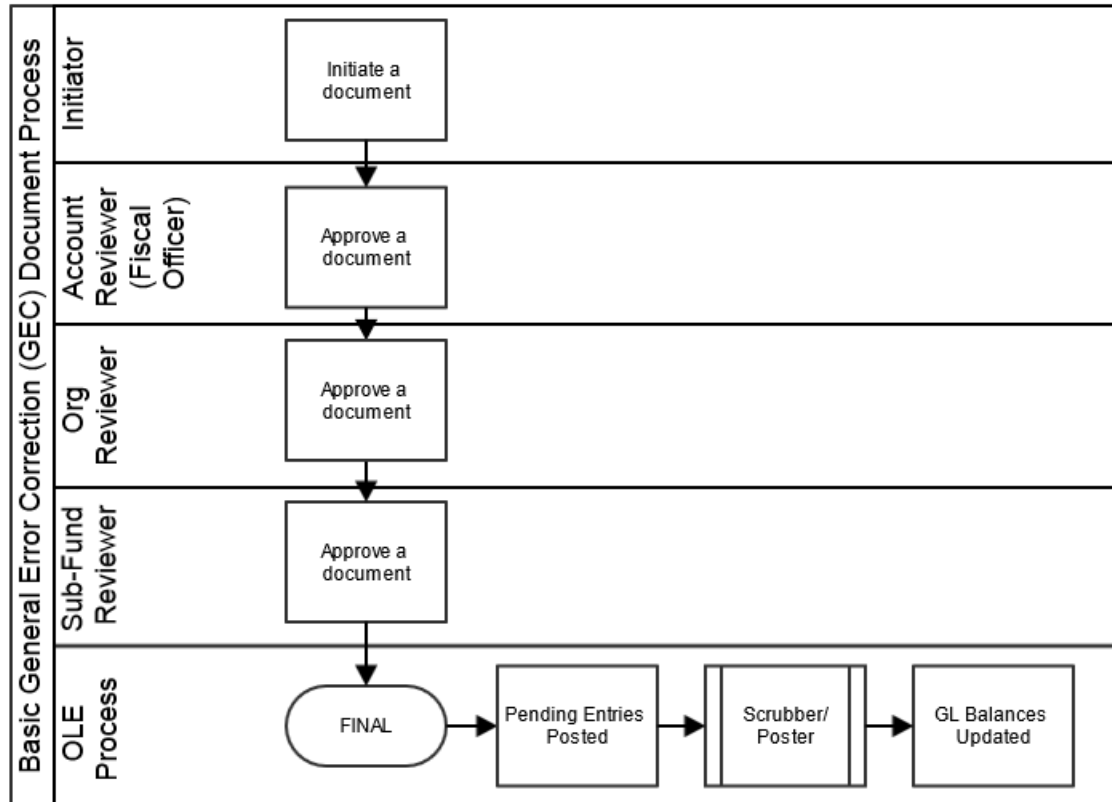 Basic General Error Correction (GEC) Document Process
Initiator
Initiate a
document
Account
Reviewer
(Fiscal
Officer)
Approve a
document
Org
Reviewer
Approve a
document
Sub-Fund
Reviewer
Approve a
document
OLE
Process
FINAL
Pending Entries
Posted
Scrubber/
Poster
GL Balances
Updated